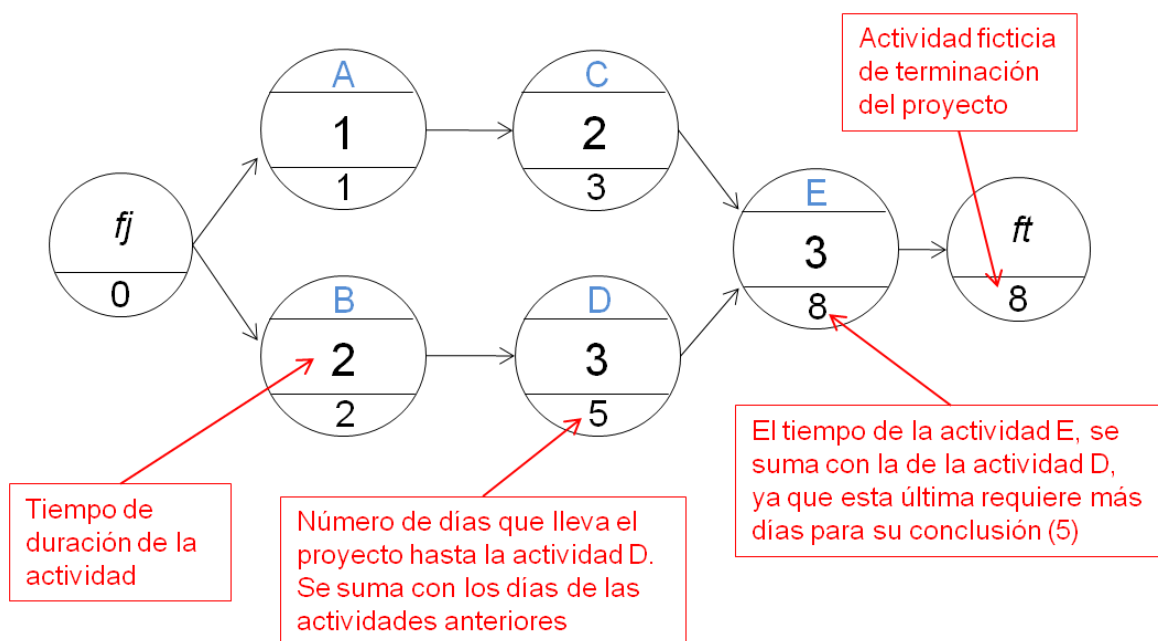 Actividad ficticia
de terminación
del proyecto
A
1
1
C
2
3
fj
0
E
3
8
ft
8
B
2
2
D
3
5
Tiempo de
duración de la
actividad
Número de días que lleva el
proyecto hasta la actividad D.
Se suma con los días de las
actividades anteriores
El tiempo de la actividad E, se
suma con la de la actividad D,
ya que esta última requiere más
días para su conclusión (5)